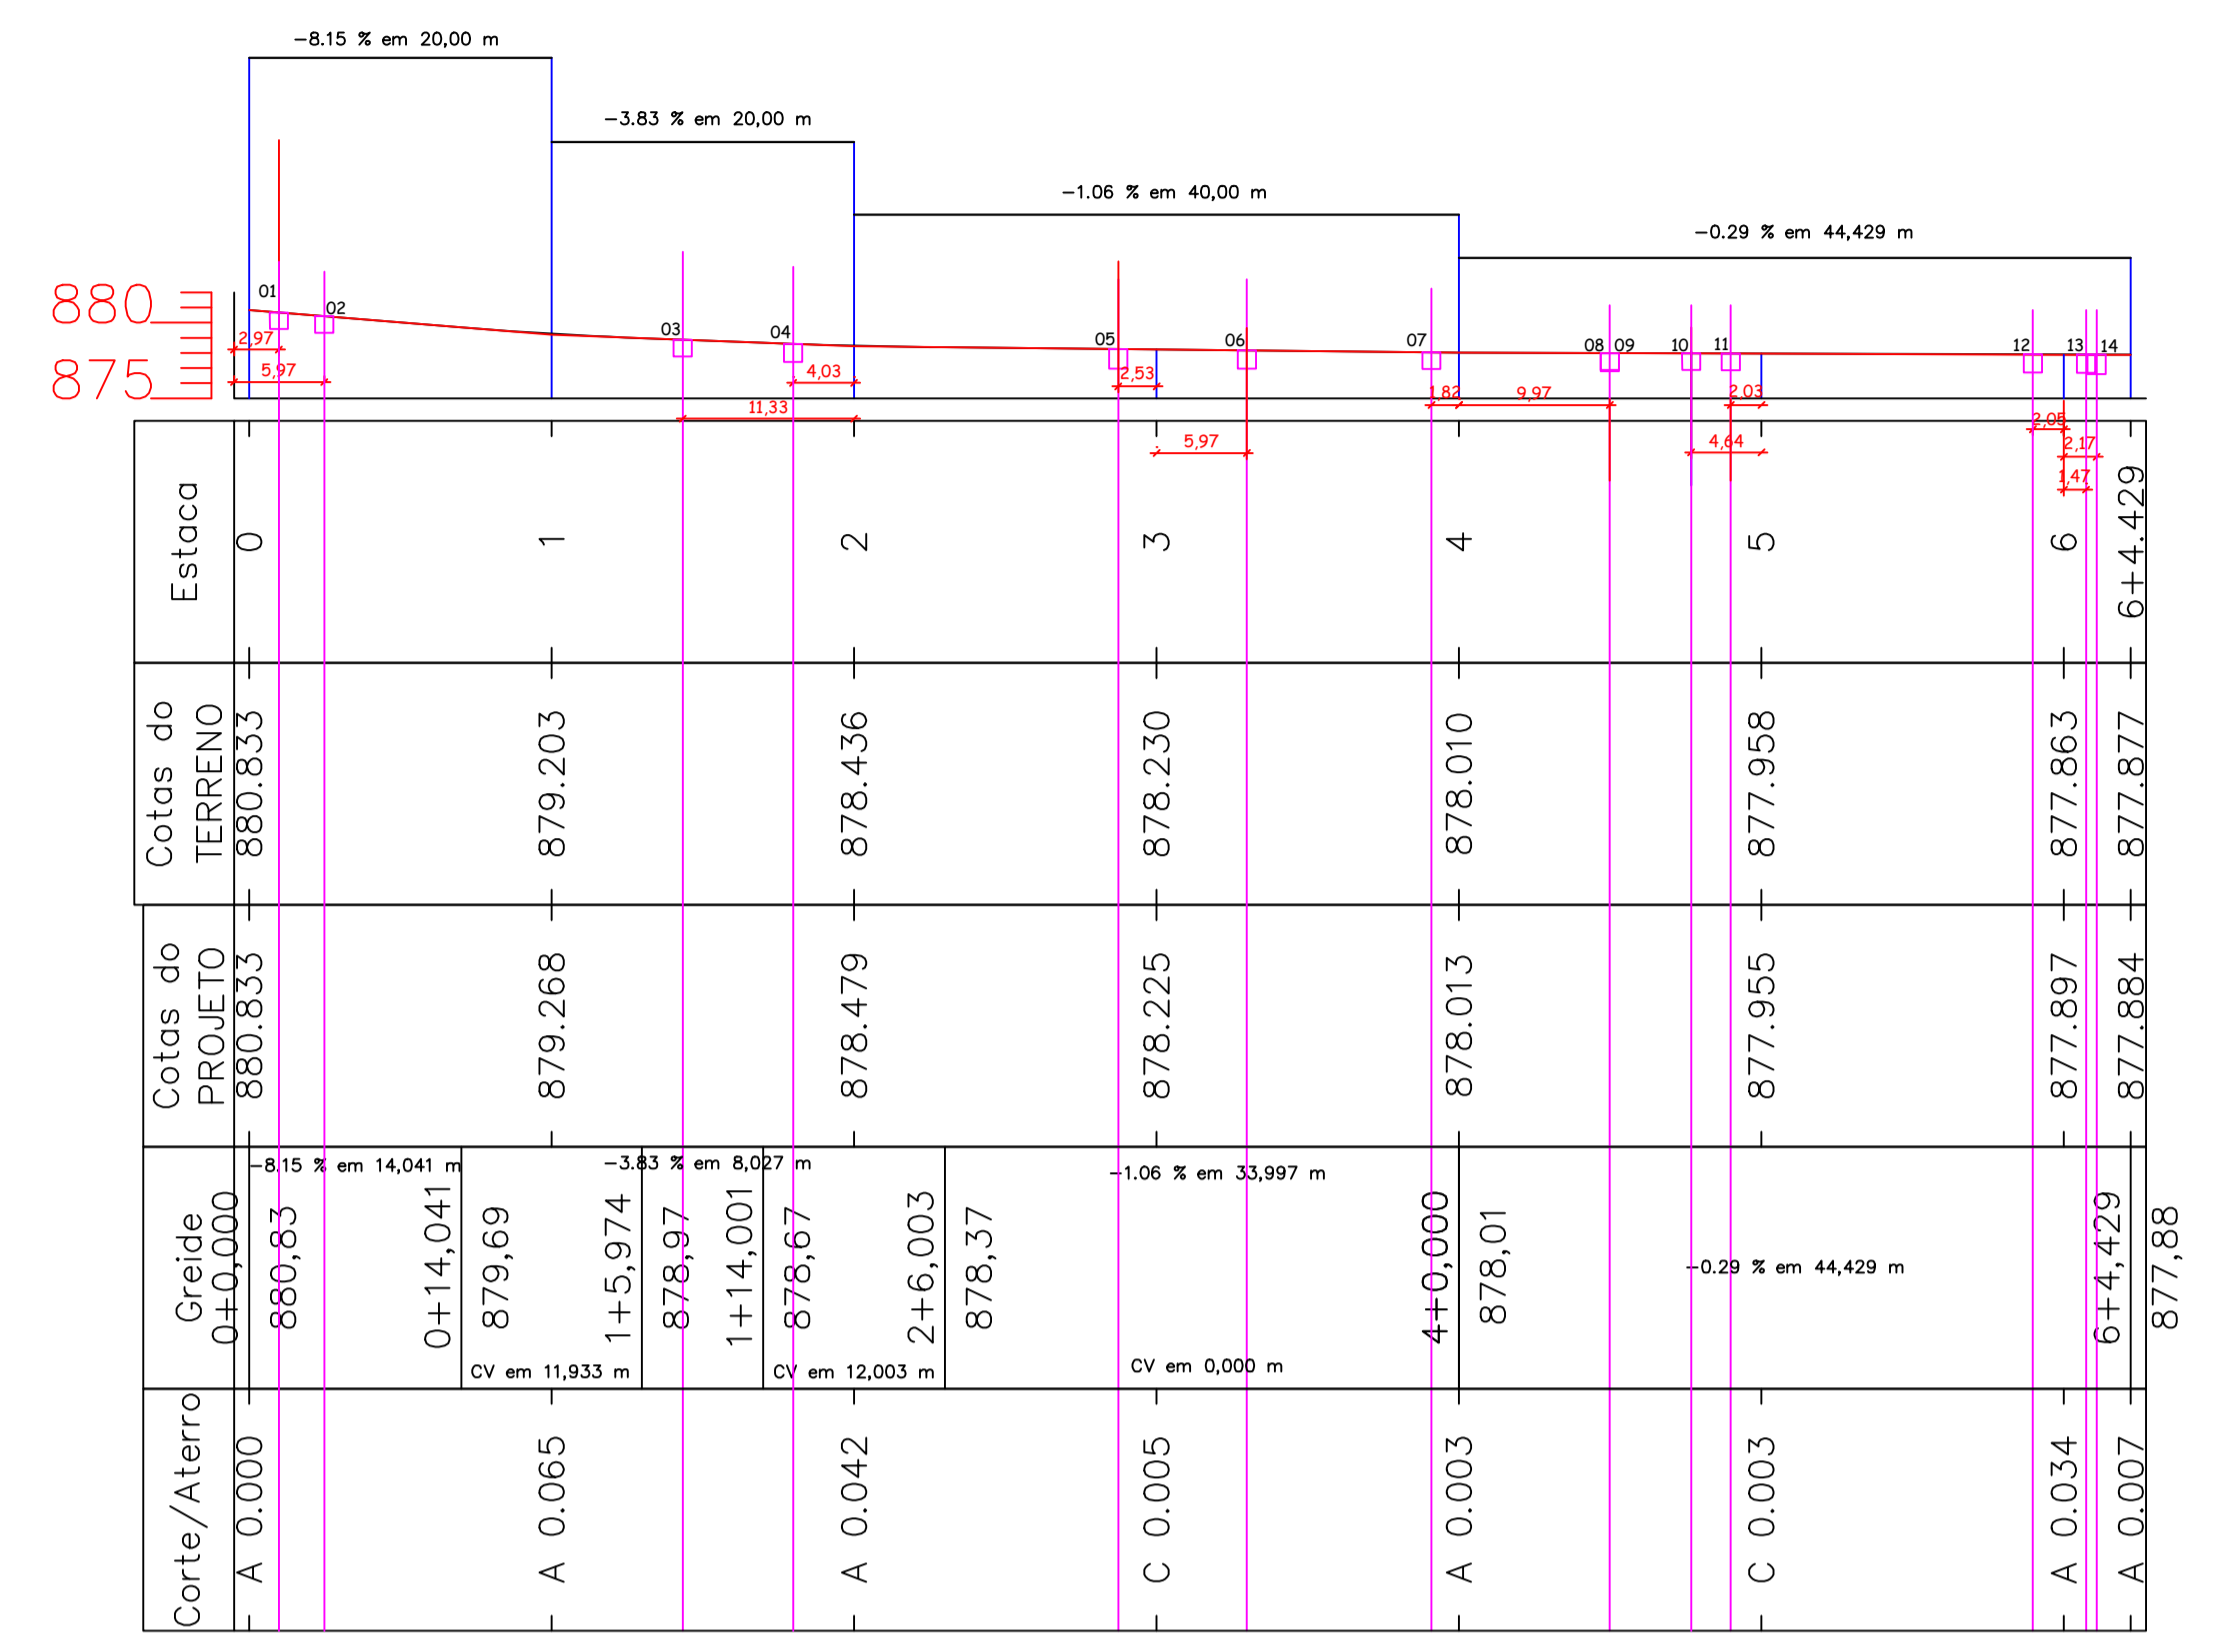 -8.15 % em 20,00 m
-3.83 % em 20,00 m
-1.06 % em 40,00 m
-0.29 % em 44,429 m
880
875
01
02
03
04
05
06
07
08
09
10
11
12
13
14
2,97
5,97
11,33
4,03
2,53
5,97
1,82
9,97
4,64
2,03
2,05
2,17
1,47
Estaca
0
1
2
3
4
5
6
6+4.429
Cotas do
TERRENO
880.833
879.203
878.436
878.230
878.010
877.958
877.863
877.877
Cotas do
PROJETO
880.833
879.268
878.479
878.225
878.013
877.955
877.897
877.884
Greide
-8.15 % em 14,041 m
-3.83 % em 8,027 m
-1.06 % em 33,997 m
-0.29 % em 44,429 m
0+0,000
880,83
0+14,041
879,69
1+5,974
878,97
1+14,001
878,67
2+6,003
878,37
4+0,000
878,01
6+4,429
877,88
CV em 11,933 m
CV em 12,003 m
CV em 0,000 m
Corte/Aterro
A 0.000
A 0.065
A 0.042
C 0.005
A 0.003
C 0.003
A 0.034
A 0.007